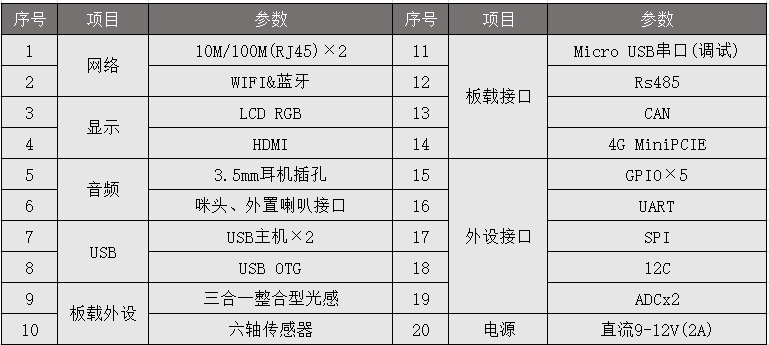 序号 项目 参数 序号 项目 参数
1 网络 10M/100M(RJ45)×2 11 板载接口 Micro USB串口(调试)
2 WIFI&蓝牙 12 Rs485
3 显示 LCD RGB 13 CAN
4 HDMI 14 4G MiniPCIE
5 音频 3.5mm耳机插孔 15 外设接口 GPIO×5
6 咪头、外置喇叭接口 16 UART
7 USB USB主机×2 17 SPI
8 USB OTG 18 12C
9 板载外设 三合一整合型光感 19 ADCx2
10 六轴传感器 20 电源 直流9-12V(2A)